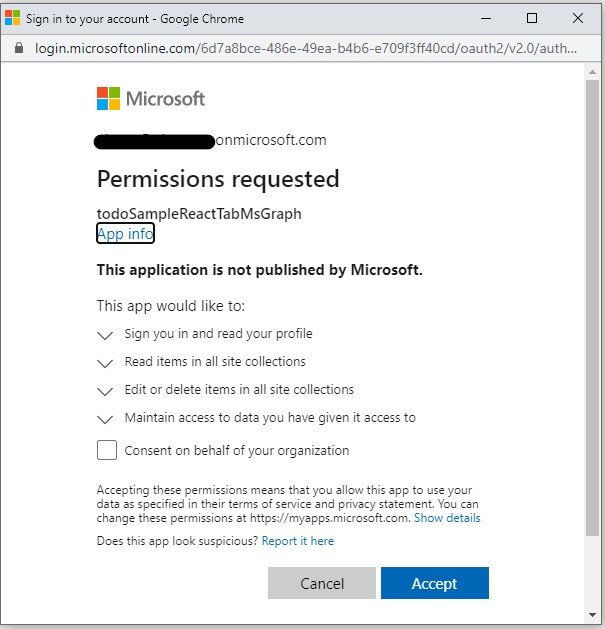 Sign in to your account - Google Chrome
login.microsoftonline.com/6d7a8bce-486e-49ea-b4b6-e709f3ff40cd/oauth2/v2.0/auth...
Microsoft
onmicrosoft.com
Permissions requested
todoSampleReactTabMsGraph
App info
This application is not published by Microsoft.
This app would like to:
Sign you in and read your profile
Read items in all site collections
Edit or delete items in all site collections
Maintain access to data you have given it access to
Consent on behalf of your organization
Accepting these permissions means that you allow this app to use your
data as specified in their terms of service and privacy statement. You can
change these permissions at https://myapps.microsoft.com. Show details
Does this app look suspicious? Report it here
Cancel
Accept